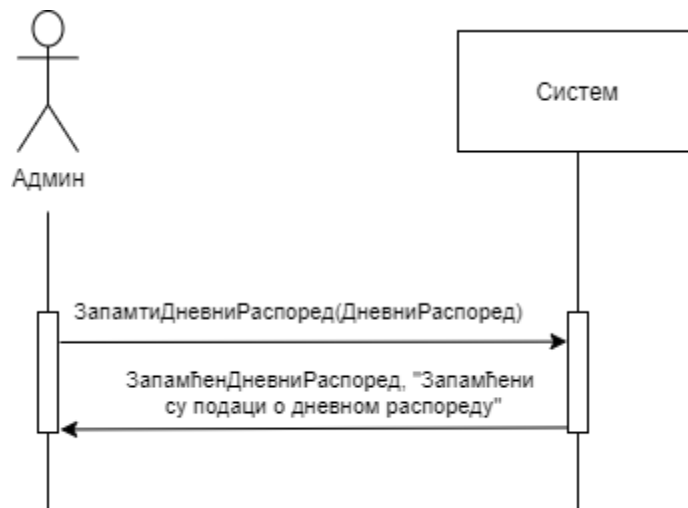 Систем
Админ
ЗапамтиДневниРаспоред(ДневниРаспоред)
ЗапамћенДневниРаспоред, "Запамћени
су подаци о дневном распореду"